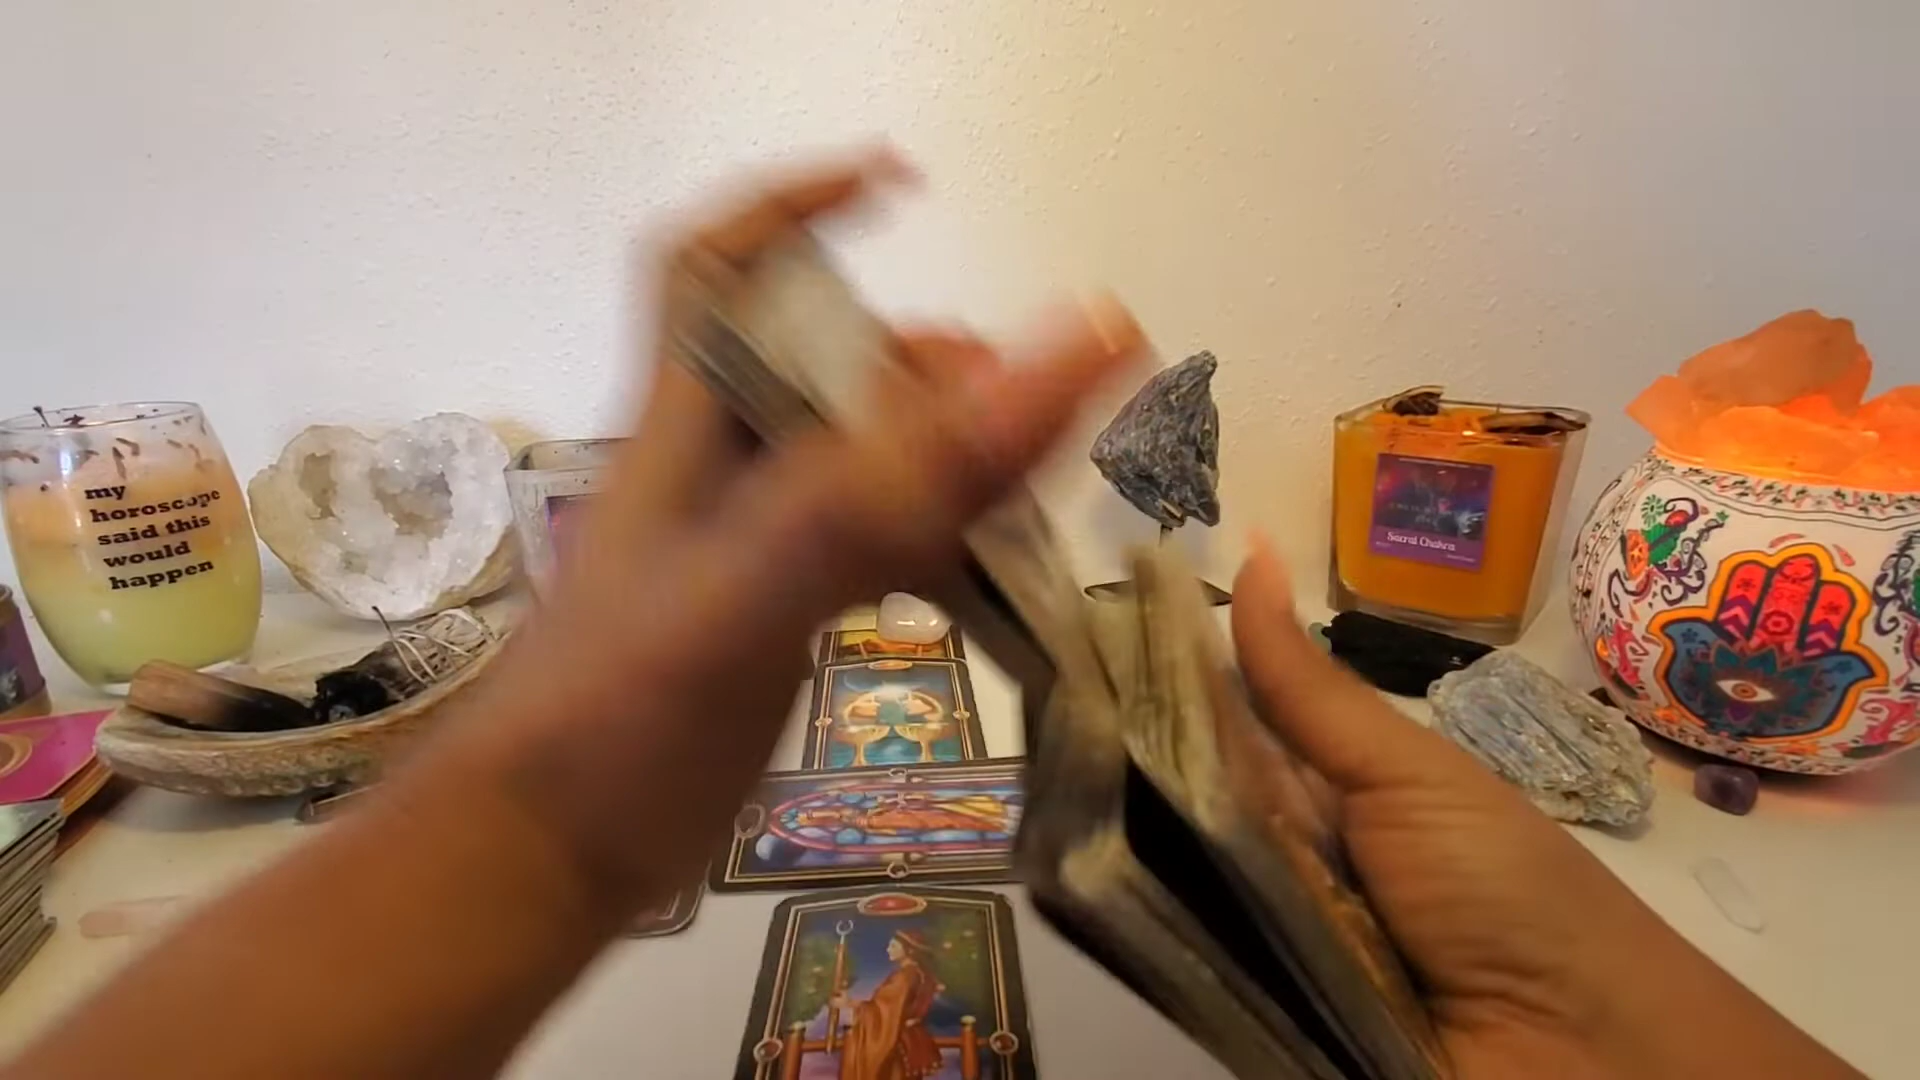 my
horoscope
said this
would
happen
Sacral Chakra